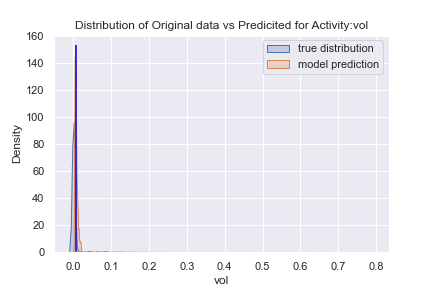 Distribution of Original data vs Predicited for Activity:vol
true distribution
model prediction
160
140
120
100
80
60
40
20
0
Density
0.0 0.1 0.2 0.3 0.4 0.5 0.6 0.7 0.8
vol